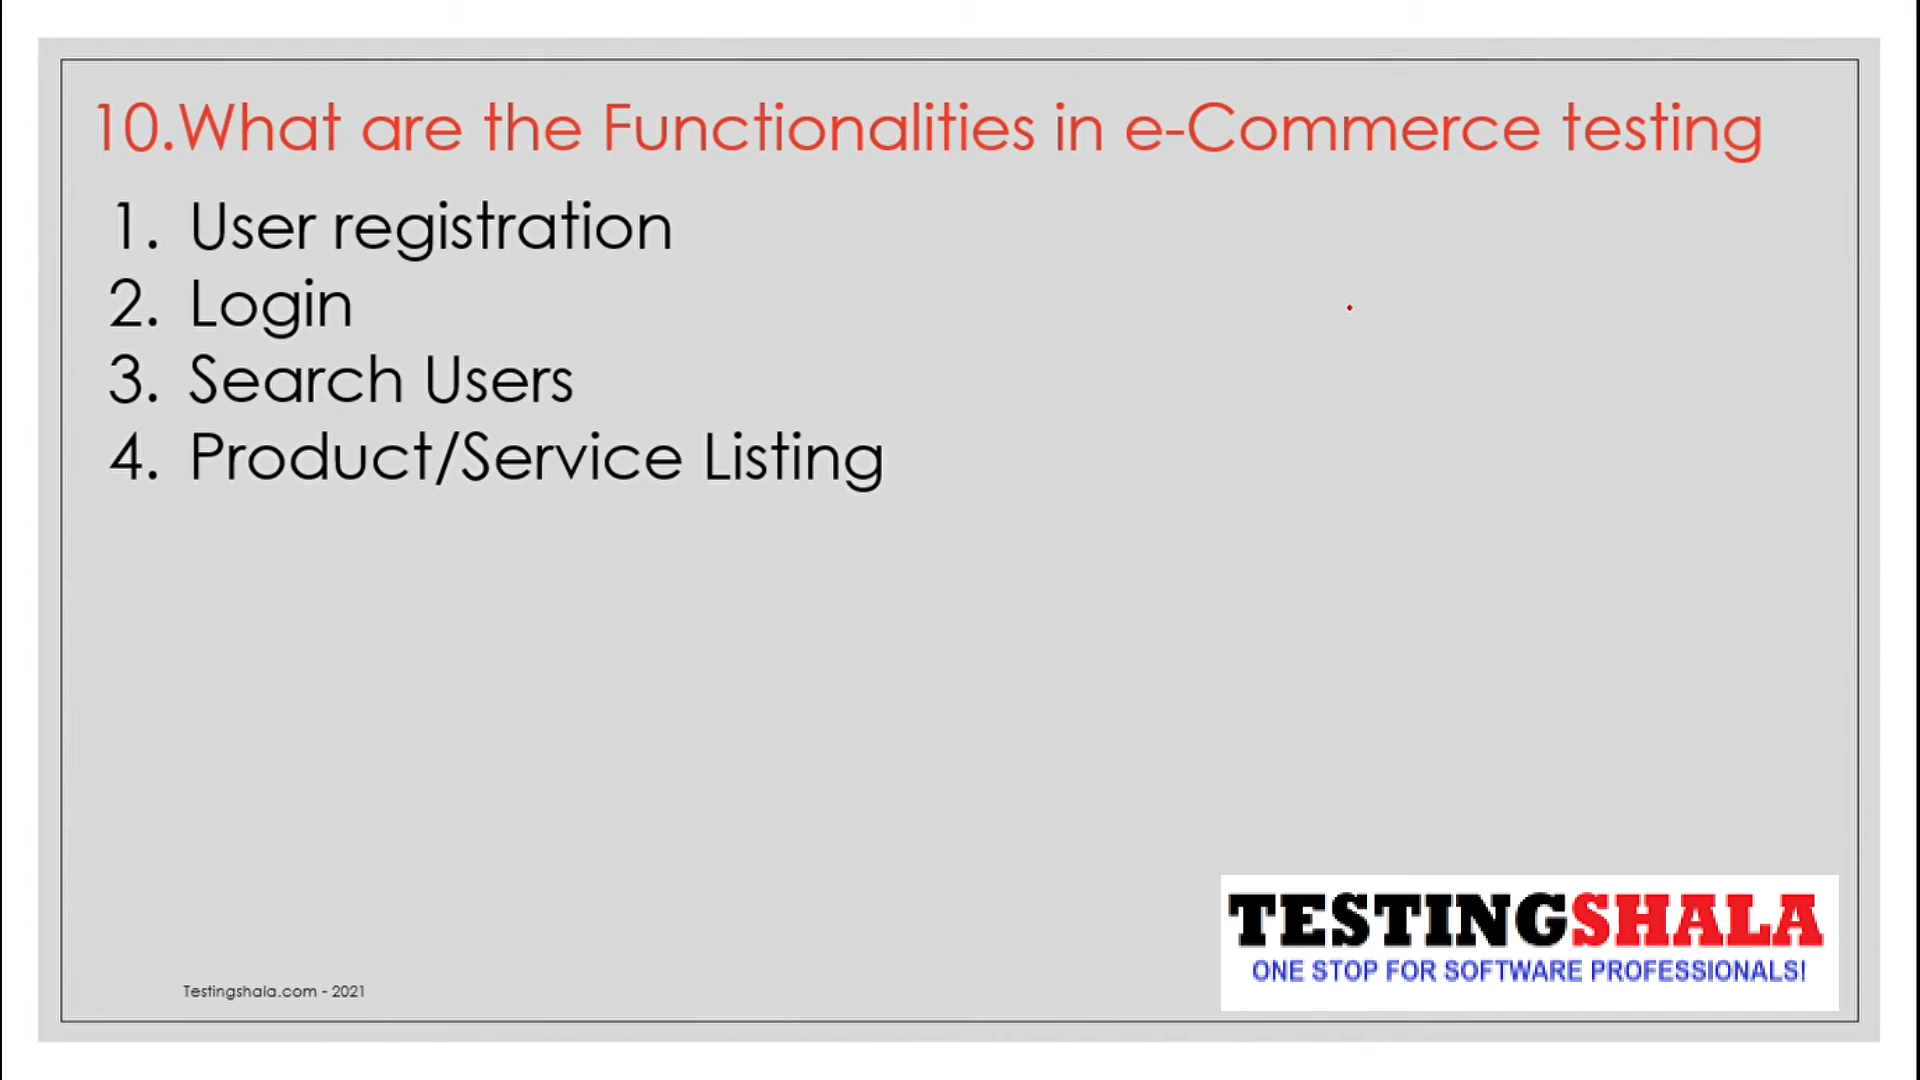 10.What are the Functionalities in e-Commerce testing
1. User registration
2. Login
3. Search Users
4. Product/Service Listing
TESTINGSHALA
ONE STOP FOR SOFTWARE PROFESSIONALS!
Testingshala.com - 2021